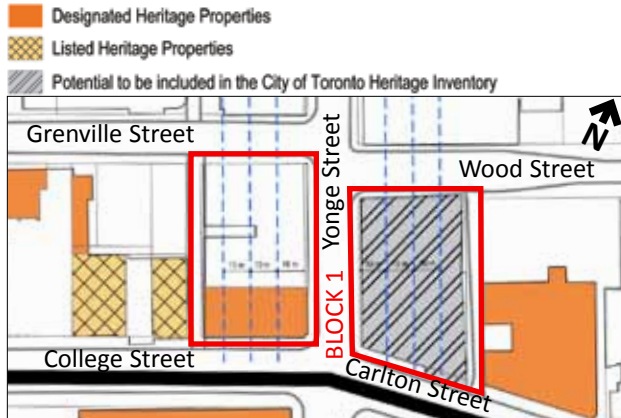 Designated Heritage Properties
Listed Heritage Properties
Potential to be included in the City of Toronto Heritage Inventory
Grenville Street
Yonge Street
Wood Street
N
BLOCK 1
College Street
Carlton Street